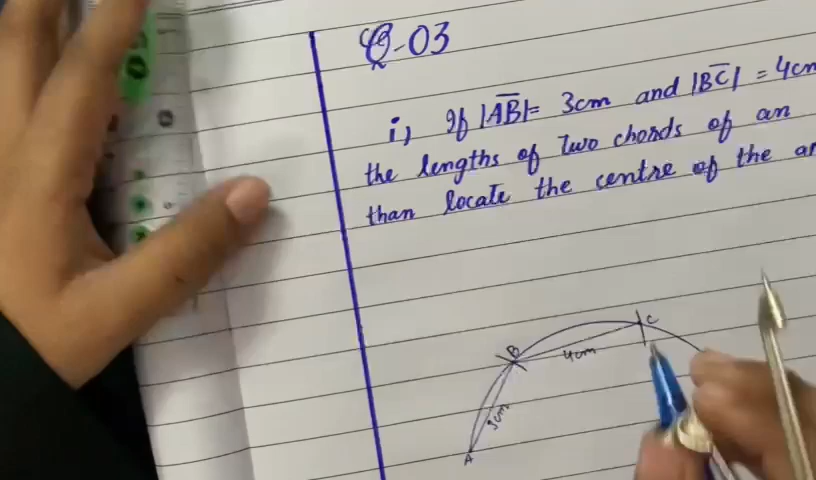 Q-03
i, If |AB| = 3cm and |BC| = 4cm
the lengths of two chords of an
than locate the centre of the
B
C
4cm
3cm
A